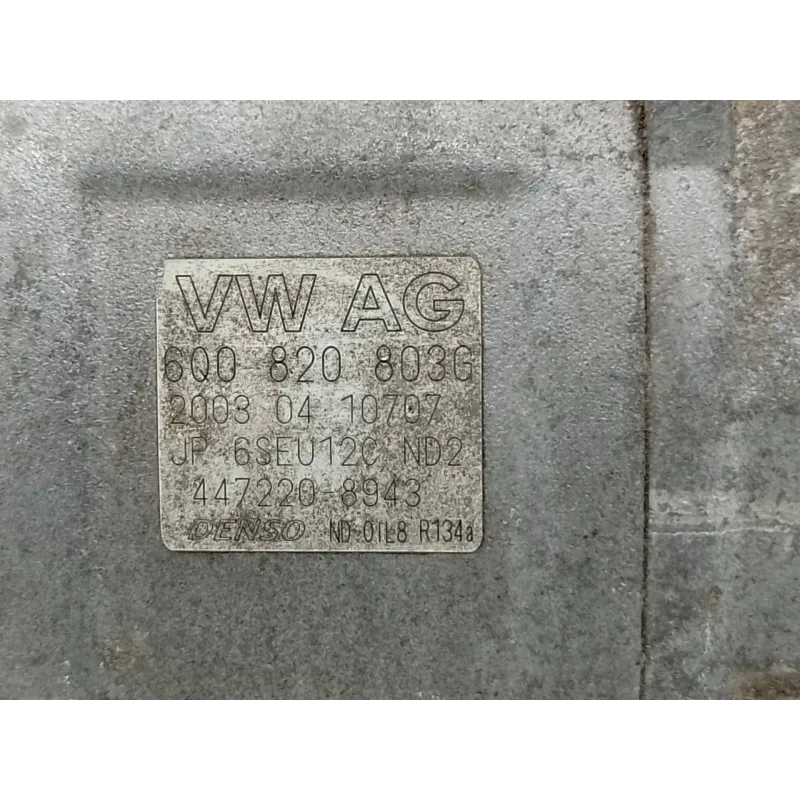 VW AG
6Q0 820 803G
2003 04 10707
JP 6SEU12C ND2
447220-8943
DENSO ND-OIL8 R134a